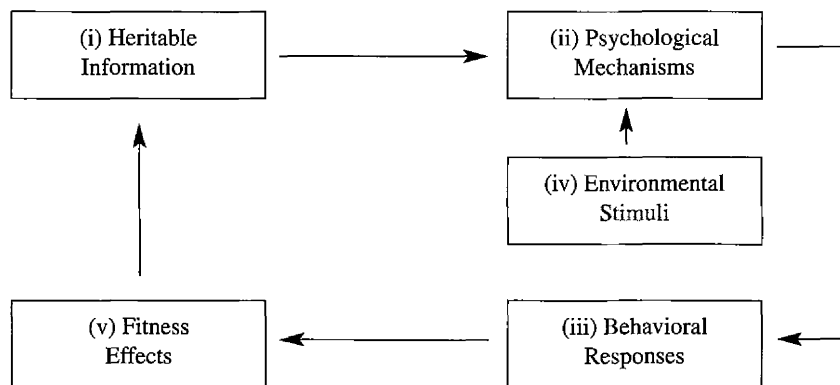 (i) Heritable
Information
(ii) Psychological
Mechanisms
(iv) Environmental
Stimuli
(v) Fitness
Effects
(iii) Behavioral
Responses